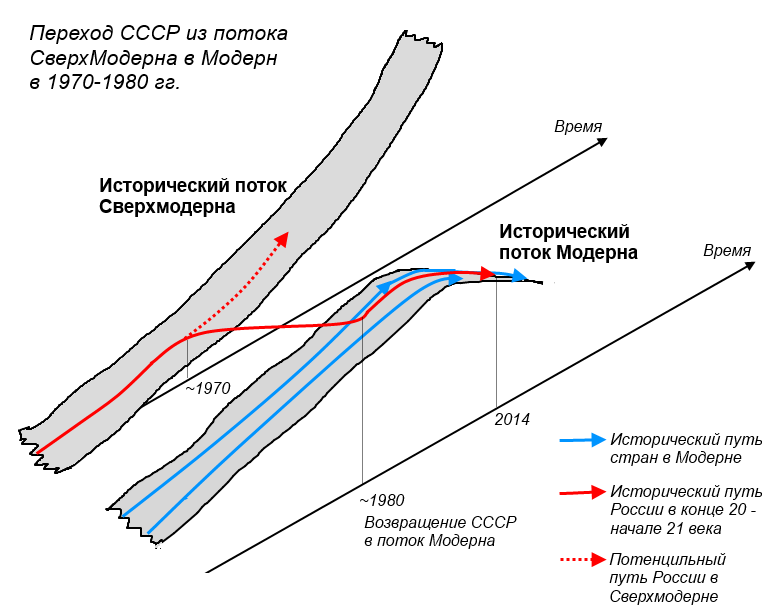 Переход СССР из потока
СверхМодерна в Модерн
в 1970-1980 гг.
Время
Исторический поток
Сверхмодерна
Исторический
поток Модерна
Время
~1970
2014
~1980
Возвращение СССР
в поток Модерна
Исторический путь
стран в Модерне
Исторический путь
России в конце 20 -
начале 21 века
Потенцильный
путь России в
Сверхмодерне